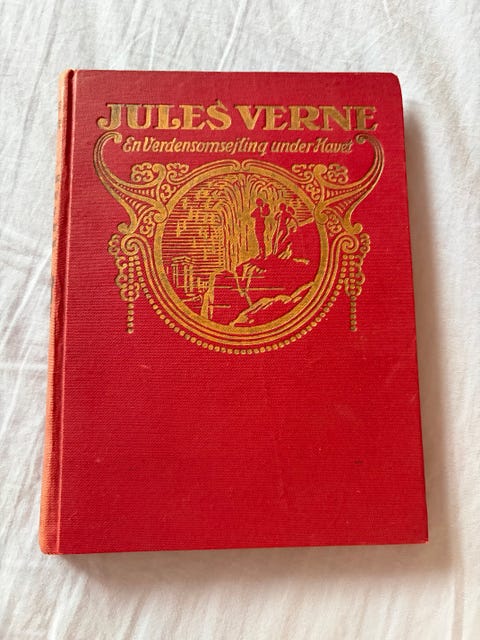 JULES VERNE
En Verdensomsejling under Havet